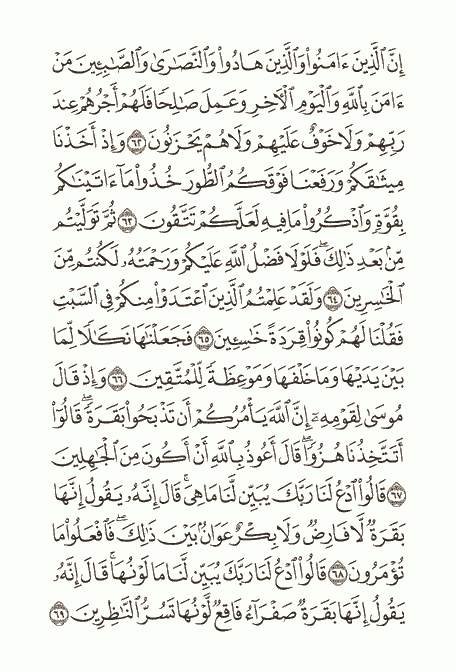 إِنَّ ٱلَّذِينَ ءَامَنُوا۟ وَٱلَّذِينَ هَادُوا۟ وَٱلنَّصَٰرَىٰ وَٱلصَّٰبِـِٔينَ مَنْ
ءَامَنَ بِٱللَّهِ وَٱلْيَوْمِ ٱلْءَاخِرِ وَعَمِلَ صَٰلِحًا فَلَهُمْ أَجْرُهُمْ عِندَ
رَبِّهِمْ وَلَا خَوْفٌ عَلَيْهِمْ وَلَا هُمْ يَحْزَنُونَ ٦٢ وَإِذْ أَخَذْنَا
مِيثَٰقَكُمْ وَرَفَعْنَا فَوْقَكُمُ ٱلطُّورَ خُذُوا۟ مَآ ءَاتَيْنَٰكُم
بِقُوَّةٍ وَٱذْكُرُوا۟ مَا فِيهِ لَعَلَّكُمْ تَتَّقُونَ ٦٣ ثُمَّ تَوَلَّيْتُم
مِّنۢ بَعْدِ ذَٰلِكَ ۖ فَلَوْلَا فَضْلُ ٱللَّهِ عَلَيْكُمْ وَرَحْمَتُهُۥ لَكُنتُم مِّنَ
ٱلْخَٰسِرِينَ ٦٤ وَلَقَدْ عَلِمْتُمُ ٱلَّذِينَ ٱعْتَدَوْا۟ مِنكُمْ فِى ٱلسَّبْتِ
فَقُلْنَا لَهُمْ كُونُوا۟ قِرَدَةً خَٰسِـِٔينَ ٦٥ فَجَعَلْنَٰهَا نَكَٰلًا لِّمَا
بَيْنَ يَدَيْهَا وَمَا خَلْفَهَا وَمَوْعِظَةً لِّلْمُتَّقِينَ ٦٦ وَإِذْ قَالَ
مُوسَىٰ لِقَوْمِهِۦٓ إِنَّ ٱللَّهَ يَأْمُرُكُمْ أَن تَذْبَحُوا۟ بَقَرَةً ۖ قَالُوٓا۟
أَتَتَّخِذُنَا هُزُوًا ۖ قَالَ أَعُوذُ بِٱللَّهِ أَنْ أَكُونَ مِنَ ٱلْجَٰهِلِينَ
٦٧ قَالُوا۟ ٱدْعُ لَنَا رَبَّكَ يُبَيِّن لَّنَا مَا هِىَ ۚ قَالَ إِنَّهُۥ يَقُولُ إِنَّهَا
بَقَرَةٌ لَّا فَارِضٌ وَلَا بِكْرٌ عَوَانٌۢ بَيْنَ ذَٰلِكَ ۖ فَٱفْعَلُوا۟ مَا
تُؤْمَرُونَ ٦٨ قَالُوا۟ ٱدْعُ لَنَا رَبَّكَ يُبَيِّن لَّنَا مَا لَوْنُهَا ۚ قَالَ إِنَّهُۥ
يَقُولُ إِنَّهَا بَقَرَةٌ صَفْرَآءُ فَاقِعٌ لَّوْنُهَا تَسُرُّ ٱلنَّٰظِرِينَ ٦٩